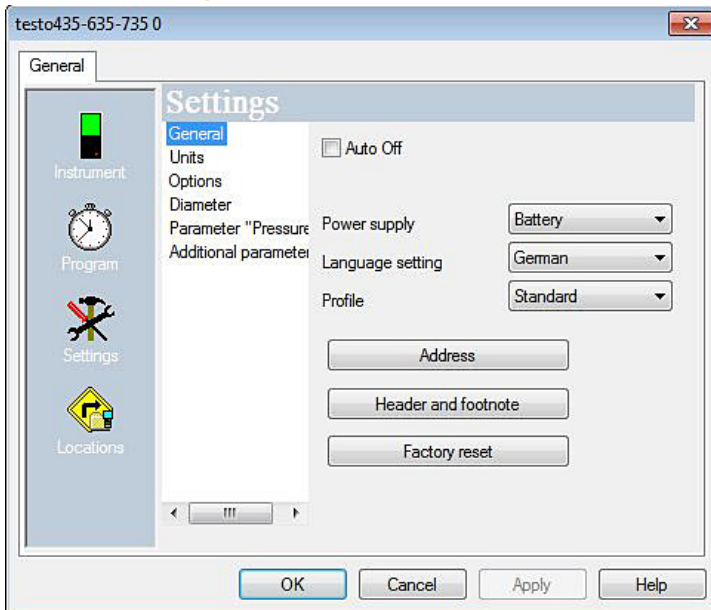 testo435-635-735 0
General
Instrument
Program
Settings
Locations
Settings
General
Units
Options
Diameter
Parameter "Pressure
Additional parameter
Auto Off
Power supply Battery
Language setting German
Profile Standard
Address
Header and footnote
Factory reset
OK Cancel Apply Help